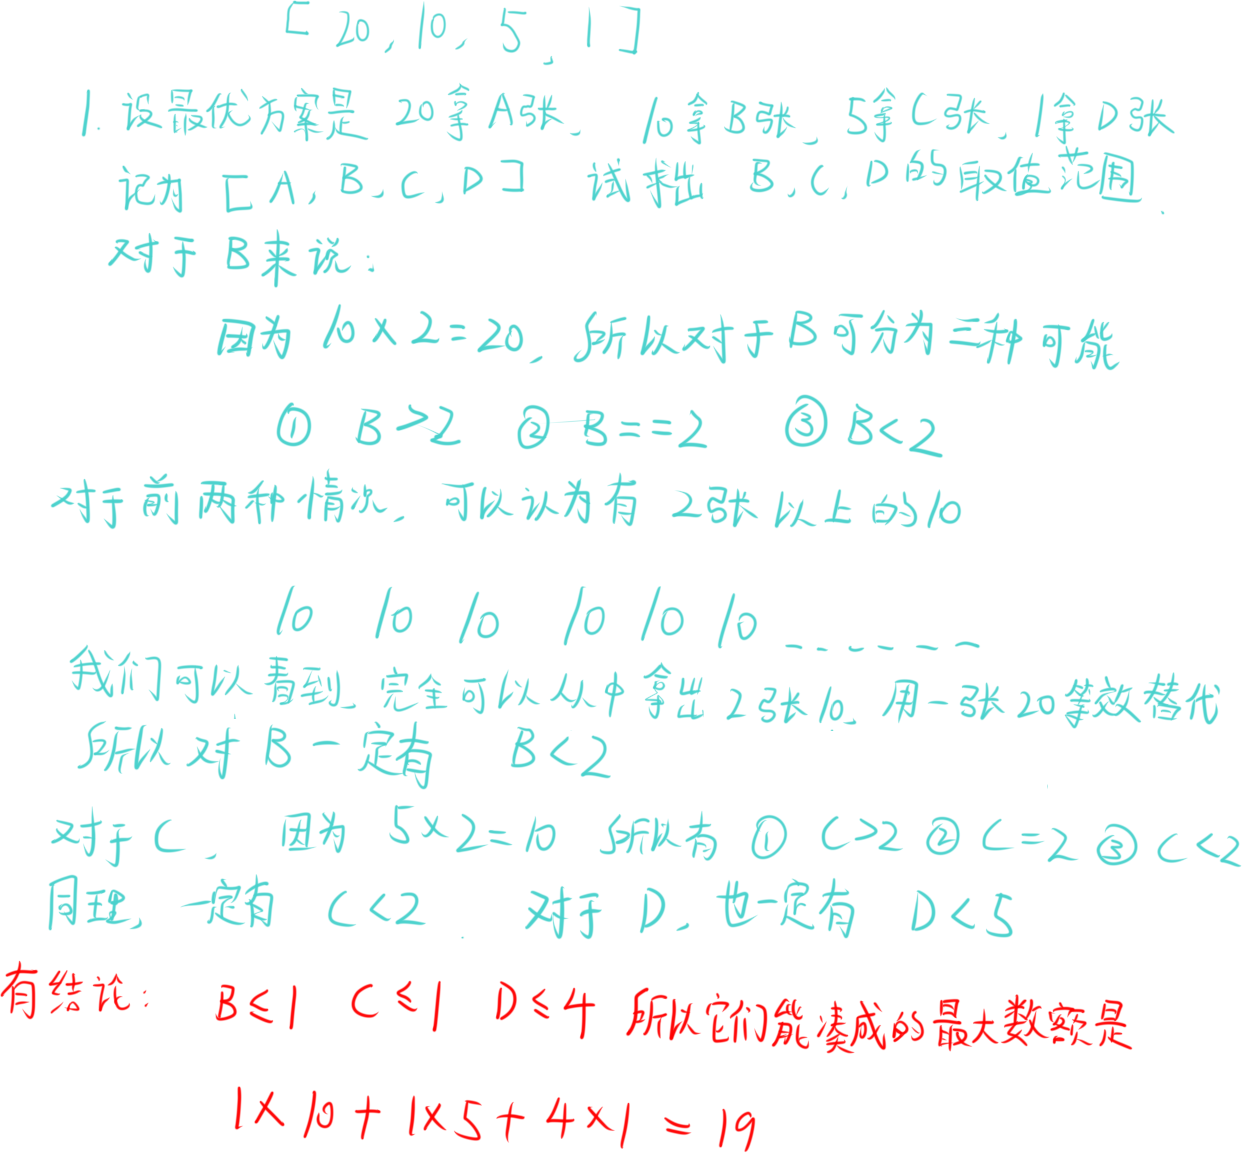 [20, 10, 5, 1]
1. 设最优方案是 20拿A张、 10拿B张、5拿C张、1拿D张
记为 [A, B, C, D] 试求出 B、C、D的取值范围.
对于B来说:
因为 10×2=20, 所以对于B可分为三种可能
① B>2 ② B==2 ③ B<2
对于前两种情况, 可以认为有 2张以上的10
10 10 10 10 10 10 ------
我们可以看到, 完全可以从中拿出2张10, 用一张20等效替代
所以对B一定有 B<2
对于C, 因为 5×2=10 所以有 ① C>2 ② C=2 ③ C<2
同理, 一定有 C<2. 对于D, 也一定有 D<5
有结论: B≤1 C≤1 D≤4 所以它们能凑成的最大数额是
1×10+1×5+4×1=19